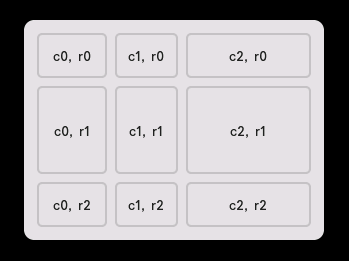 c0, r0 c1, r0 c2, r0
c0, r1 c1, r1 c2, r1
c0, r2 c1, r2 c2, r2